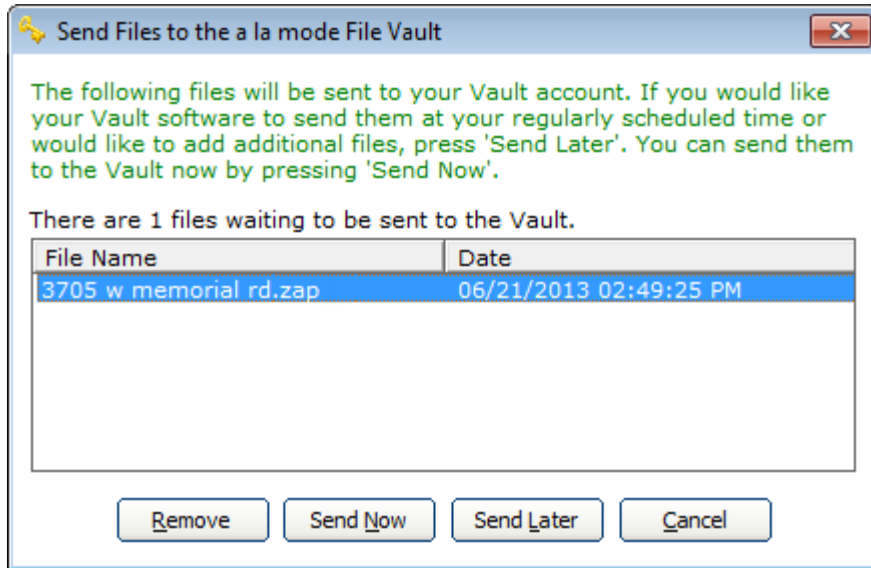 Send Files to the a la mode File Vault
The following files will be sent to your Vault account. If you would like
your Vault software to send them at your regularly scheduled time or
would like to add additional files, press 'Send Later'. You can send them
to the Vault now by pressing 'Send Now'.
There are 1 files waiting to be sent to the Vault.
File Name Date
3705 w memorial rd.zap 06/21/2013 02:49:25 PM
Remove Send Now Send Later Cancel